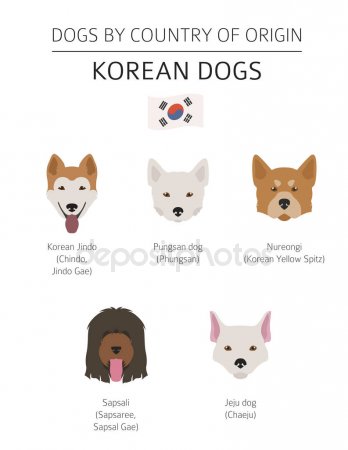 DOGS BY COUNTRY OF ORIGIN
KOREAN DOGS
Korean Jindo
(Chindo,
Jindo Gae)
Pungsan dog
(Phungsan)
Nureongi
(Korean Yellow Spitz)
depositphotos
Sapsali
(Sapsaree,
Sapsal Gae)
Jeju dog
(Chaeju)